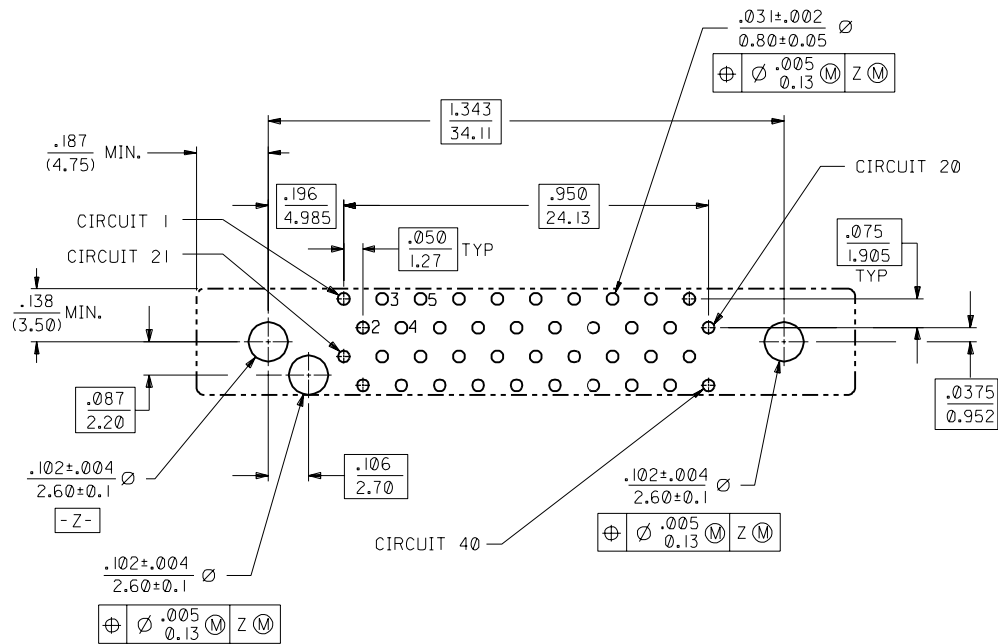 .031±.002 Ø
0.80±0.05
⌖ Ø .005 Ⓜ Z Ⓜ
0.13
1.343
34.11
.187 MIN.
(4.75)
CIRCUIT 20
.196
4.985
.950
24.13
CIRCUIT 1
.050 TYP
1.27
.075
1.905
TYP
CIRCUIT 21
.138 MIN.
(3.50)
3 5
2 4
.087
2.20
.0375
0.952
.106
2.70
.102±.004 Ø
2.60±0.1
-Z-
.102±.004 Ø
2.60±0.1
⌖ Ø .005 Ⓜ Z Ⓜ
0.13
CIRCUIT 40
.102±.004 Ø
2.60±0.1
⌖ Ø .005 Ⓜ Z Ⓜ
0.13